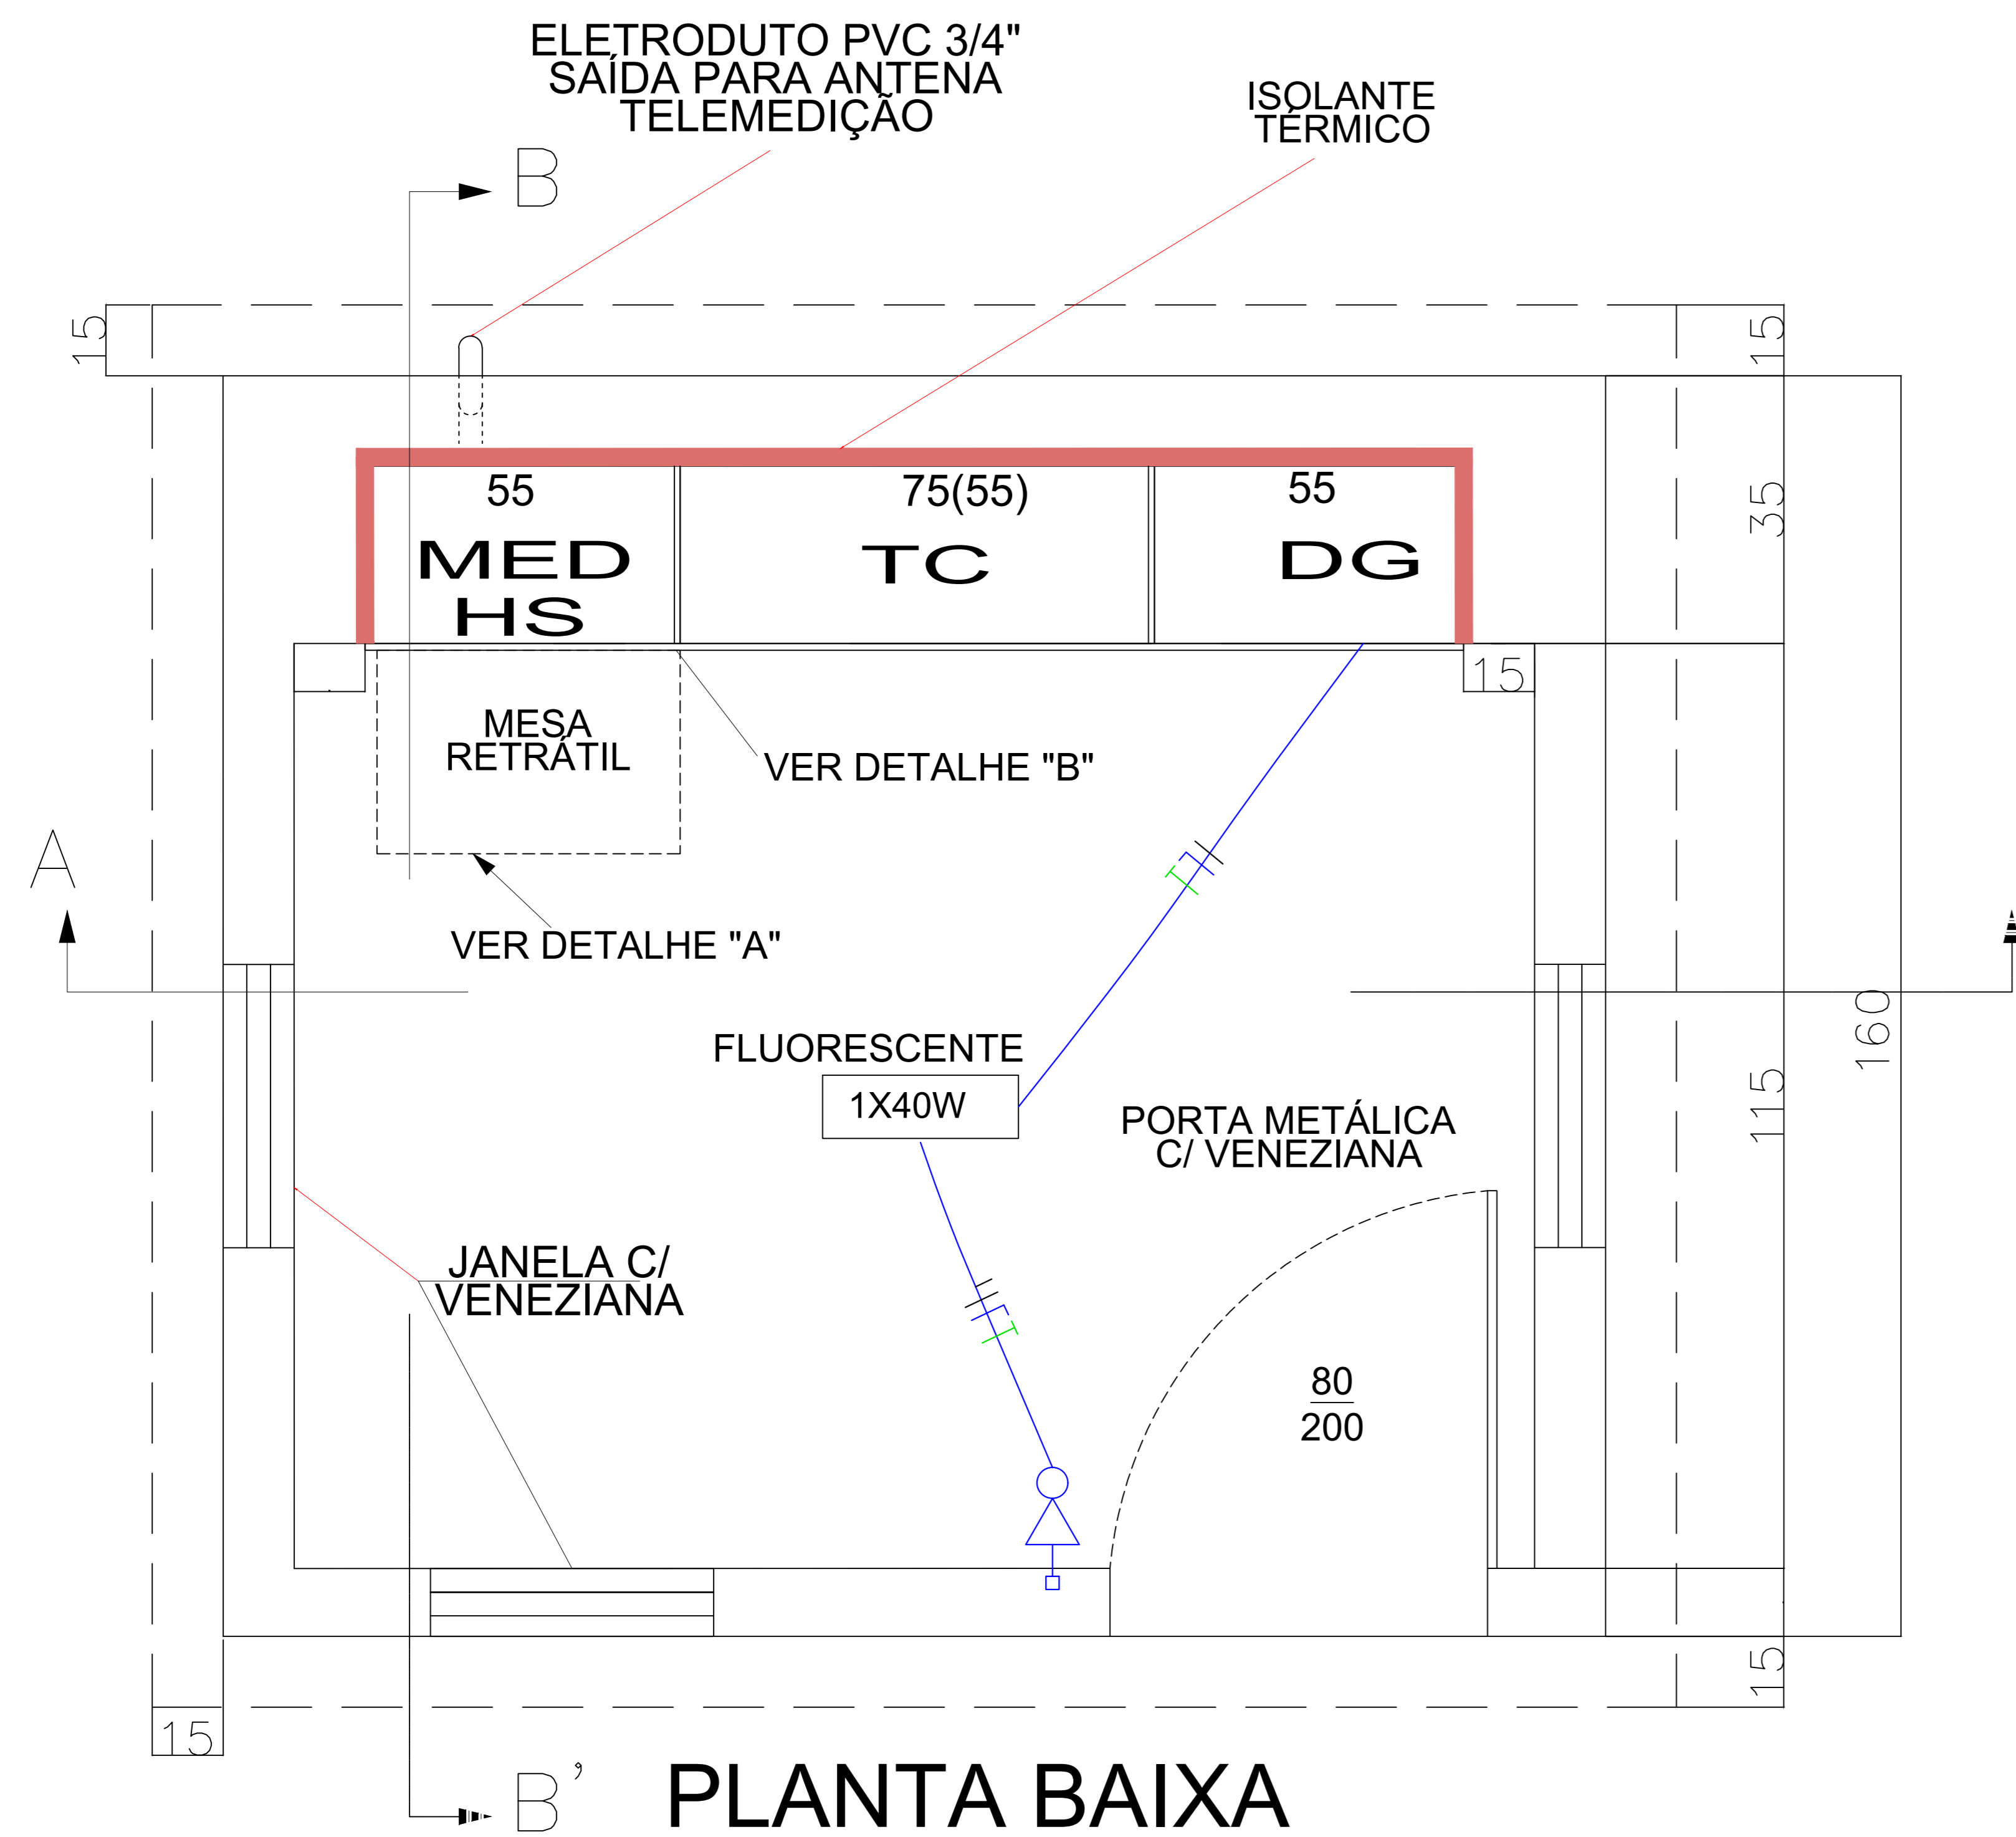 ELETRODUTO PVC 3/4"
SAÍDA PARA ANTENA
TELEMEDIÇÃO
ISOLANTE
TÉRMICO
B
15
15
55
75(55)
55
35
MED
HS
TC
DG
15
MESA
RETRÁTIL
VER DETALHE "B"
A
VER DETALHE "A"
FLUORESCENTE
1X40W
160
115
PORTA METÁLICA
C/ VENEZIANA
JANELA C/
VENEZIANA
80
200
15
15
B'
PLANTA BAIXA